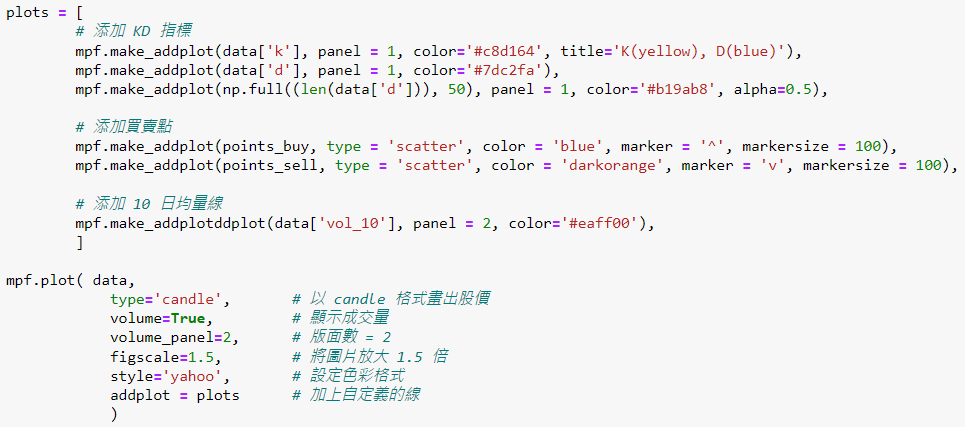 plots = [
# 添加 KD 指標
mpf.make_addplot(data['k'], panel = 1, color='#c8d164', title='K(yellow), D(blue)'),
mpf.make_addplot(data['d'], panel = 1, color='#7dc2fa'),
mpf.make_addplot(np.full((len(data['d'])), 50), panel = 1, color='#b19ab8', alpha=0.5),
# 添加買賣點
mpf.make_addplot(points_buy, type = 'scatter', color = 'blue', marker = '^', markersize = 100),
mpf.make_addplot(points_sell, type = 'scatter', color = 'darkorange', marker = 'v', markersize = 100),
# 添加 10 日均量線
mpf.make_addplotddplot(data['vol_10'], panel = 2, color='#eaff00'),
]
mpf.plot( data,
type='candle', # 以 candle 格式畫出股價
volume=True, # 顯示成交量
volume_panel=2, # 版面數 = 2
figscale=1.5, # 將圖片放大 1.5 倍
style='yahoo', # 設定色彩格式
addplot = plots # 加上自定義的線
)